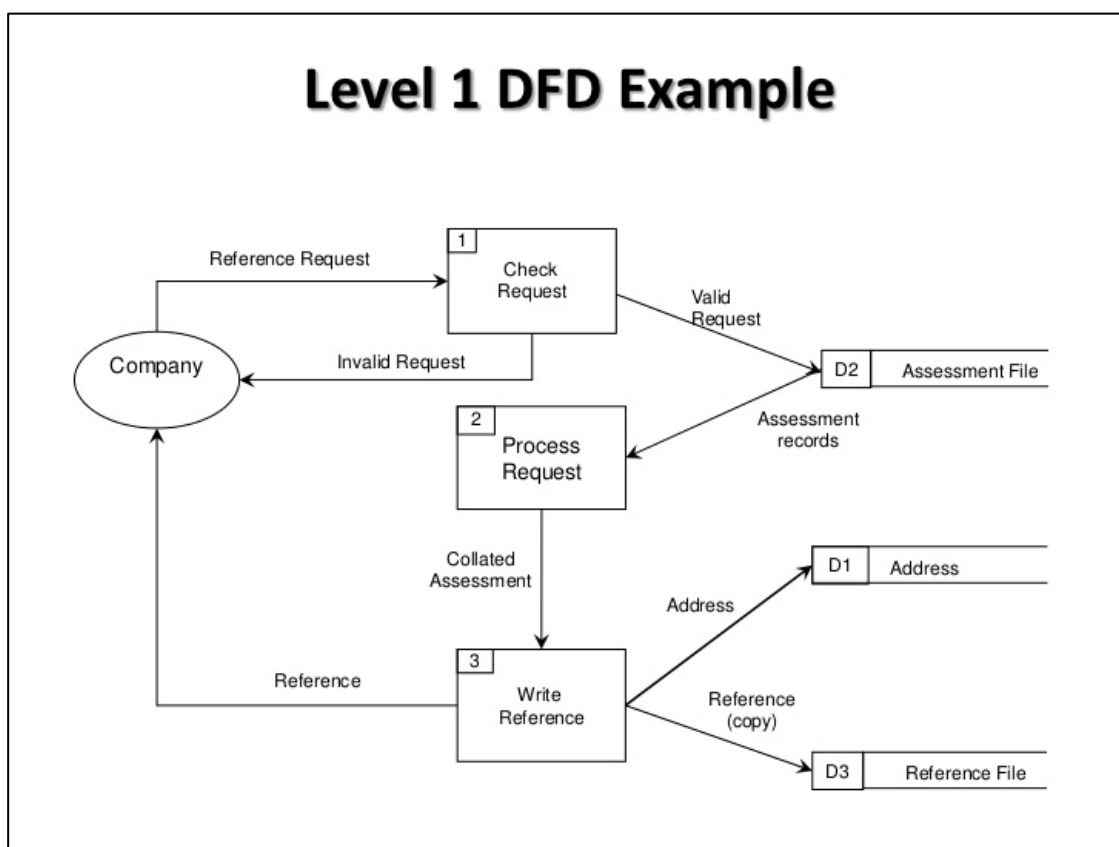 Level 1 DFD Example
1
Reference Request
Check
Request
Valid
Request
Company
Invalid Request
D2
Assessment File
2
Process
Request
Assessment
records
Collated
Assessment
D1
Address
Address
3
Write
Reference
Reference
Reference
(copy)
D3
Reference File